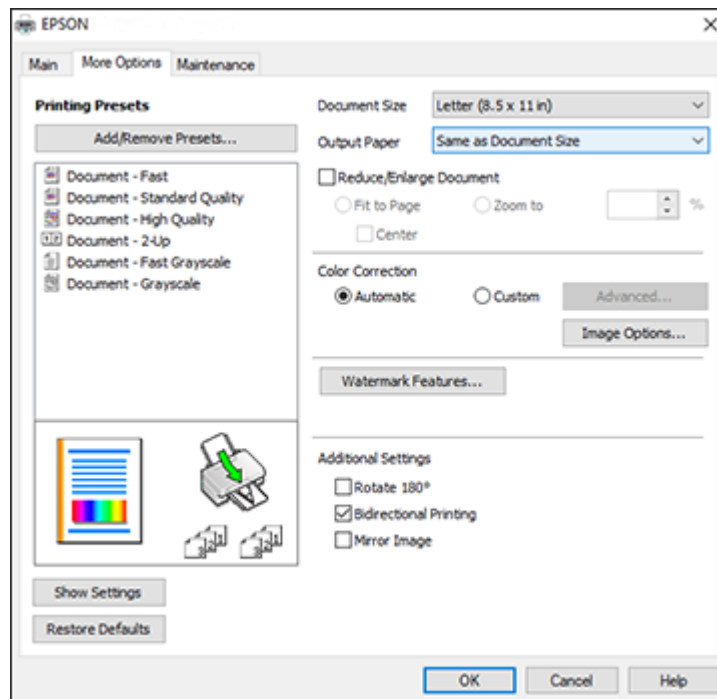 EPSON
Main
More Options
Maintenance
Printing Presets
Add/Remove Presets...
Document - Fast
Document - Standard Quality
Document - High Quality
Document - 2-Up
Document - Fast Grayscale
Document - Grayscale
Show Settings
Restore Defaults
Document Size
Letter (8.5 x 11 in)
Output Paper
Same as Document Size
Reduce/Enlarge Document
Fit to Page
Zoom to
%
Center
Color Correction
Automatic
Custom
Advanced...
Image Options...
Watermark Features...
Additional Settings
Rotate 180°
Bidirectional Printing
Mirror Image
OK
Cancel
Help